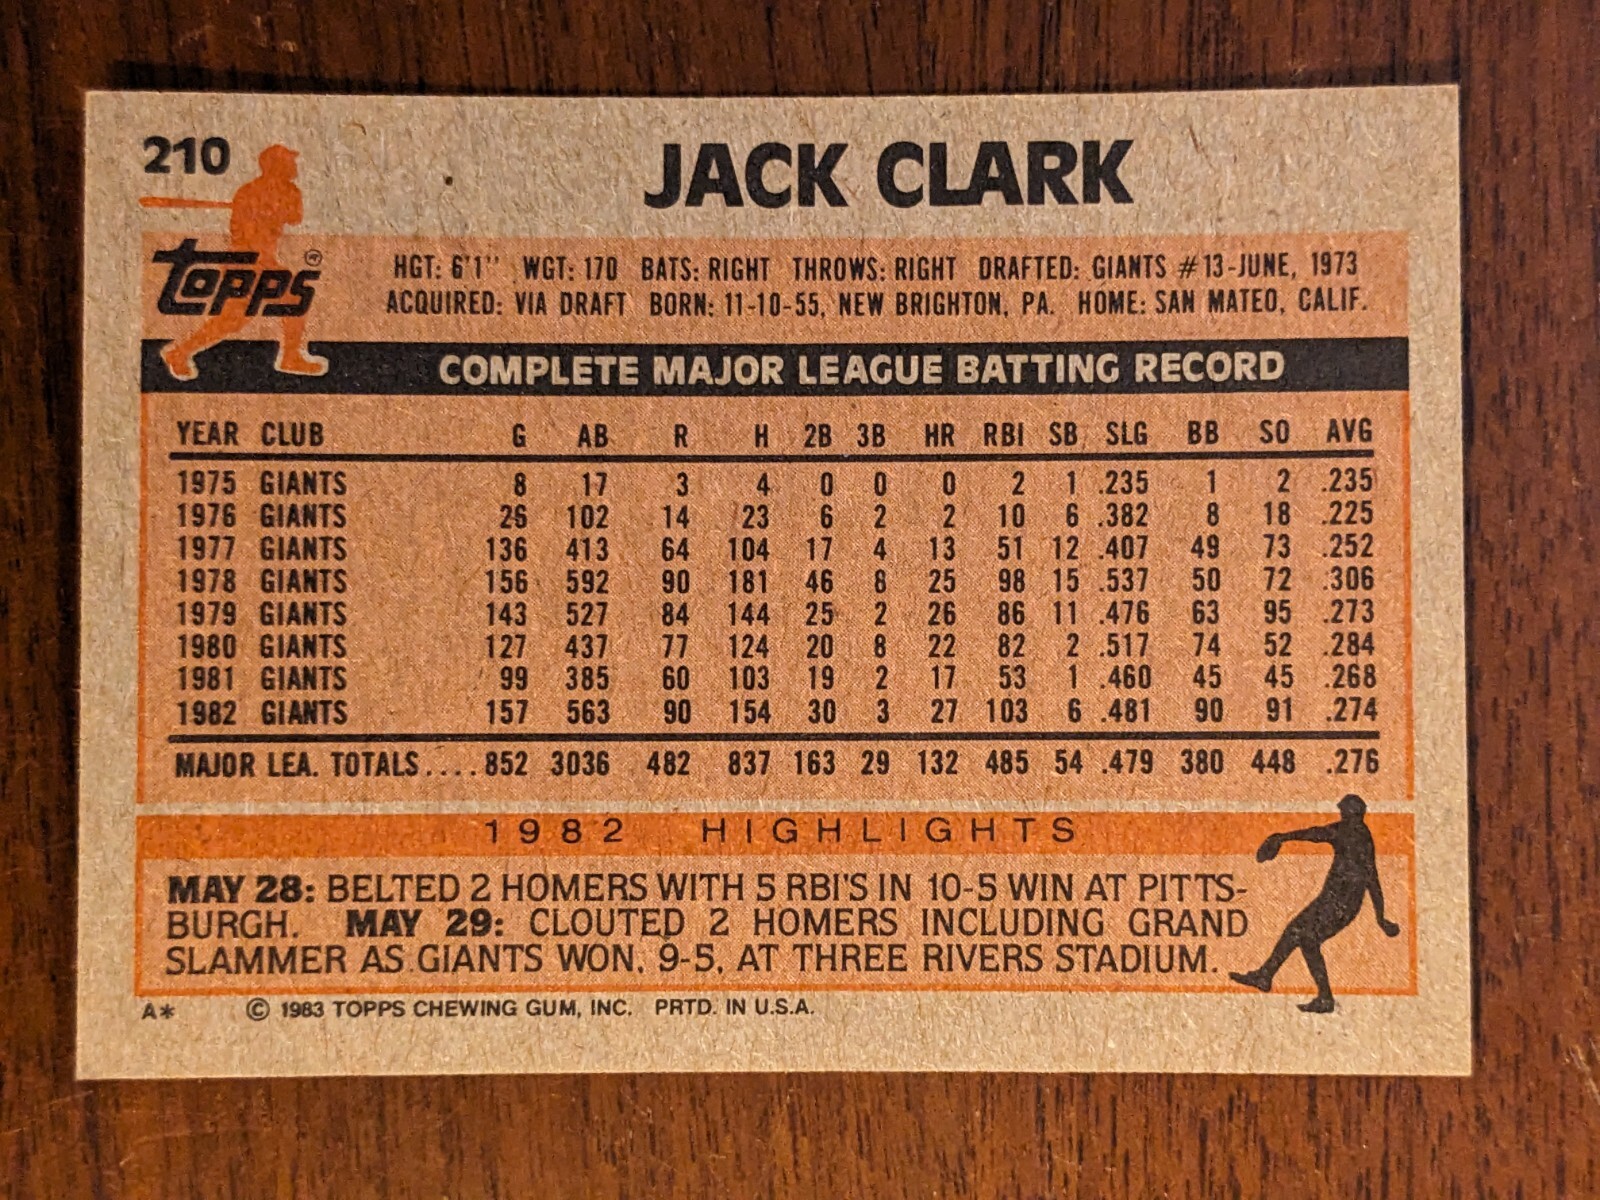 210
JACK CLARK
topps®
HGT: 6'1" WGT: 170 BATS: RIGHT THROWS: RIGHT DRAFTED: GIANTS #13-JUNE, 1973
ACQUIRED: VIA DRAFT BORN: 11-10-55, NEW BRIGHTON, PA. HOME: SAN MATEO, CALIF.
COMPLETE MAJOR LEAGUE BATTING RECORD
YEAR CLUB G AB R H 2B 3B HR RBI SB SLG BB SO AVG
1975 GIANTS 8 17 3 4 0 0 0 2 1 .235 1 2 .235
1976 GIANTS 26 102 14 23 6 2 2 10 6 .382 8 18 .225
1977 GIANTS 136 413 64 104 17 4 13 51 12 .407 49 73 .252
1978 GIANTS 156 592 90 181 46 8 25 98 15 .537 50 72 .306
1979 GIANTS 143 527 84 144 25 2 26 86 11 .476 63 95 .273
1980 GIANTS 127 437 77 124 20 8 22 82 2 .517 74 52 .284
1981 GIANTS 99 385 60 103 19 2 17 53 1 .460 45 45 .268
1982 GIANTS 157 563 90 154 30 3 27 103 6 .481 90 91 .274
MAJOR LEA. TOTALS.... 852 3036 482 837 163 29 132 485 54 .479 380 448 .276
1982 HIGHLIGHTS
MAY 28: BELTED 2 HOMERS WITH 5 RBI'S IN 10-5 WIN AT PITTS-
BURGH. MAY 29: CLOUTED 2 HOMERS INCLUDING GRAND
SLAMMER AS GIANTS WON, 9-5, AT THREE RIVERS STADIUM.
A* © 1983 TOPPS CHEWING GUM, INC. PRTD. IN U.S.A.